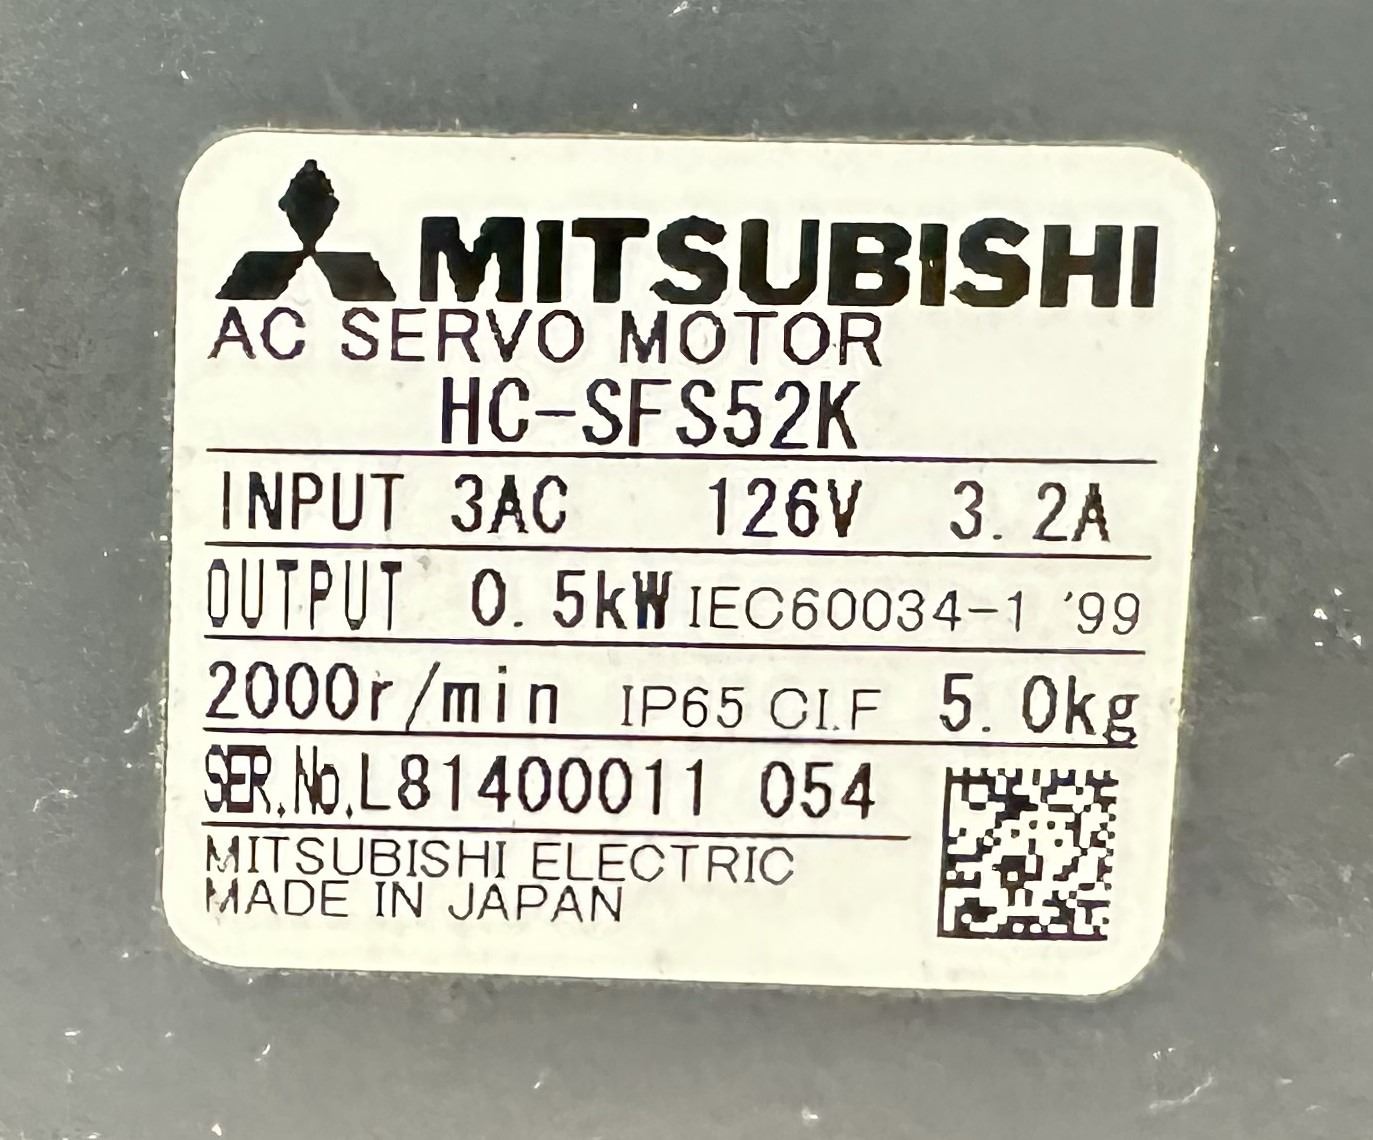 MITSUBISHI
AC SERVO MOTOR
HC-SFS52K
INPUT 3AC 126V 3.2A
OUTPUT 0.5kW IEC60034-1 '99
2000r/min IP65 CI.F 5.0kg
SER.No.L81400011 054
MITSUBISHI ELECTRIC
MADE IN JAPAN